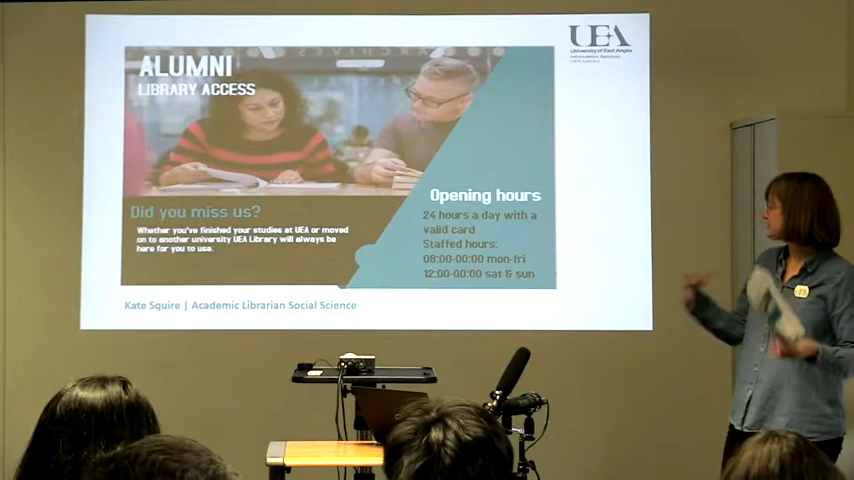 UEA
University of East Anglia
ALUMNI
LIBRARY ACCESS
Did you miss us?
Whether you've finished your studies at UEA or moved
on to another university UEA Library will always be
here for you to use.
Opening hours
24 hours a day with a
valid card
Staffed hours:
08:00-00:00 mon-fri
12:00-00:00 sat & sun
Kate Squire | Academic Librarian Social Science